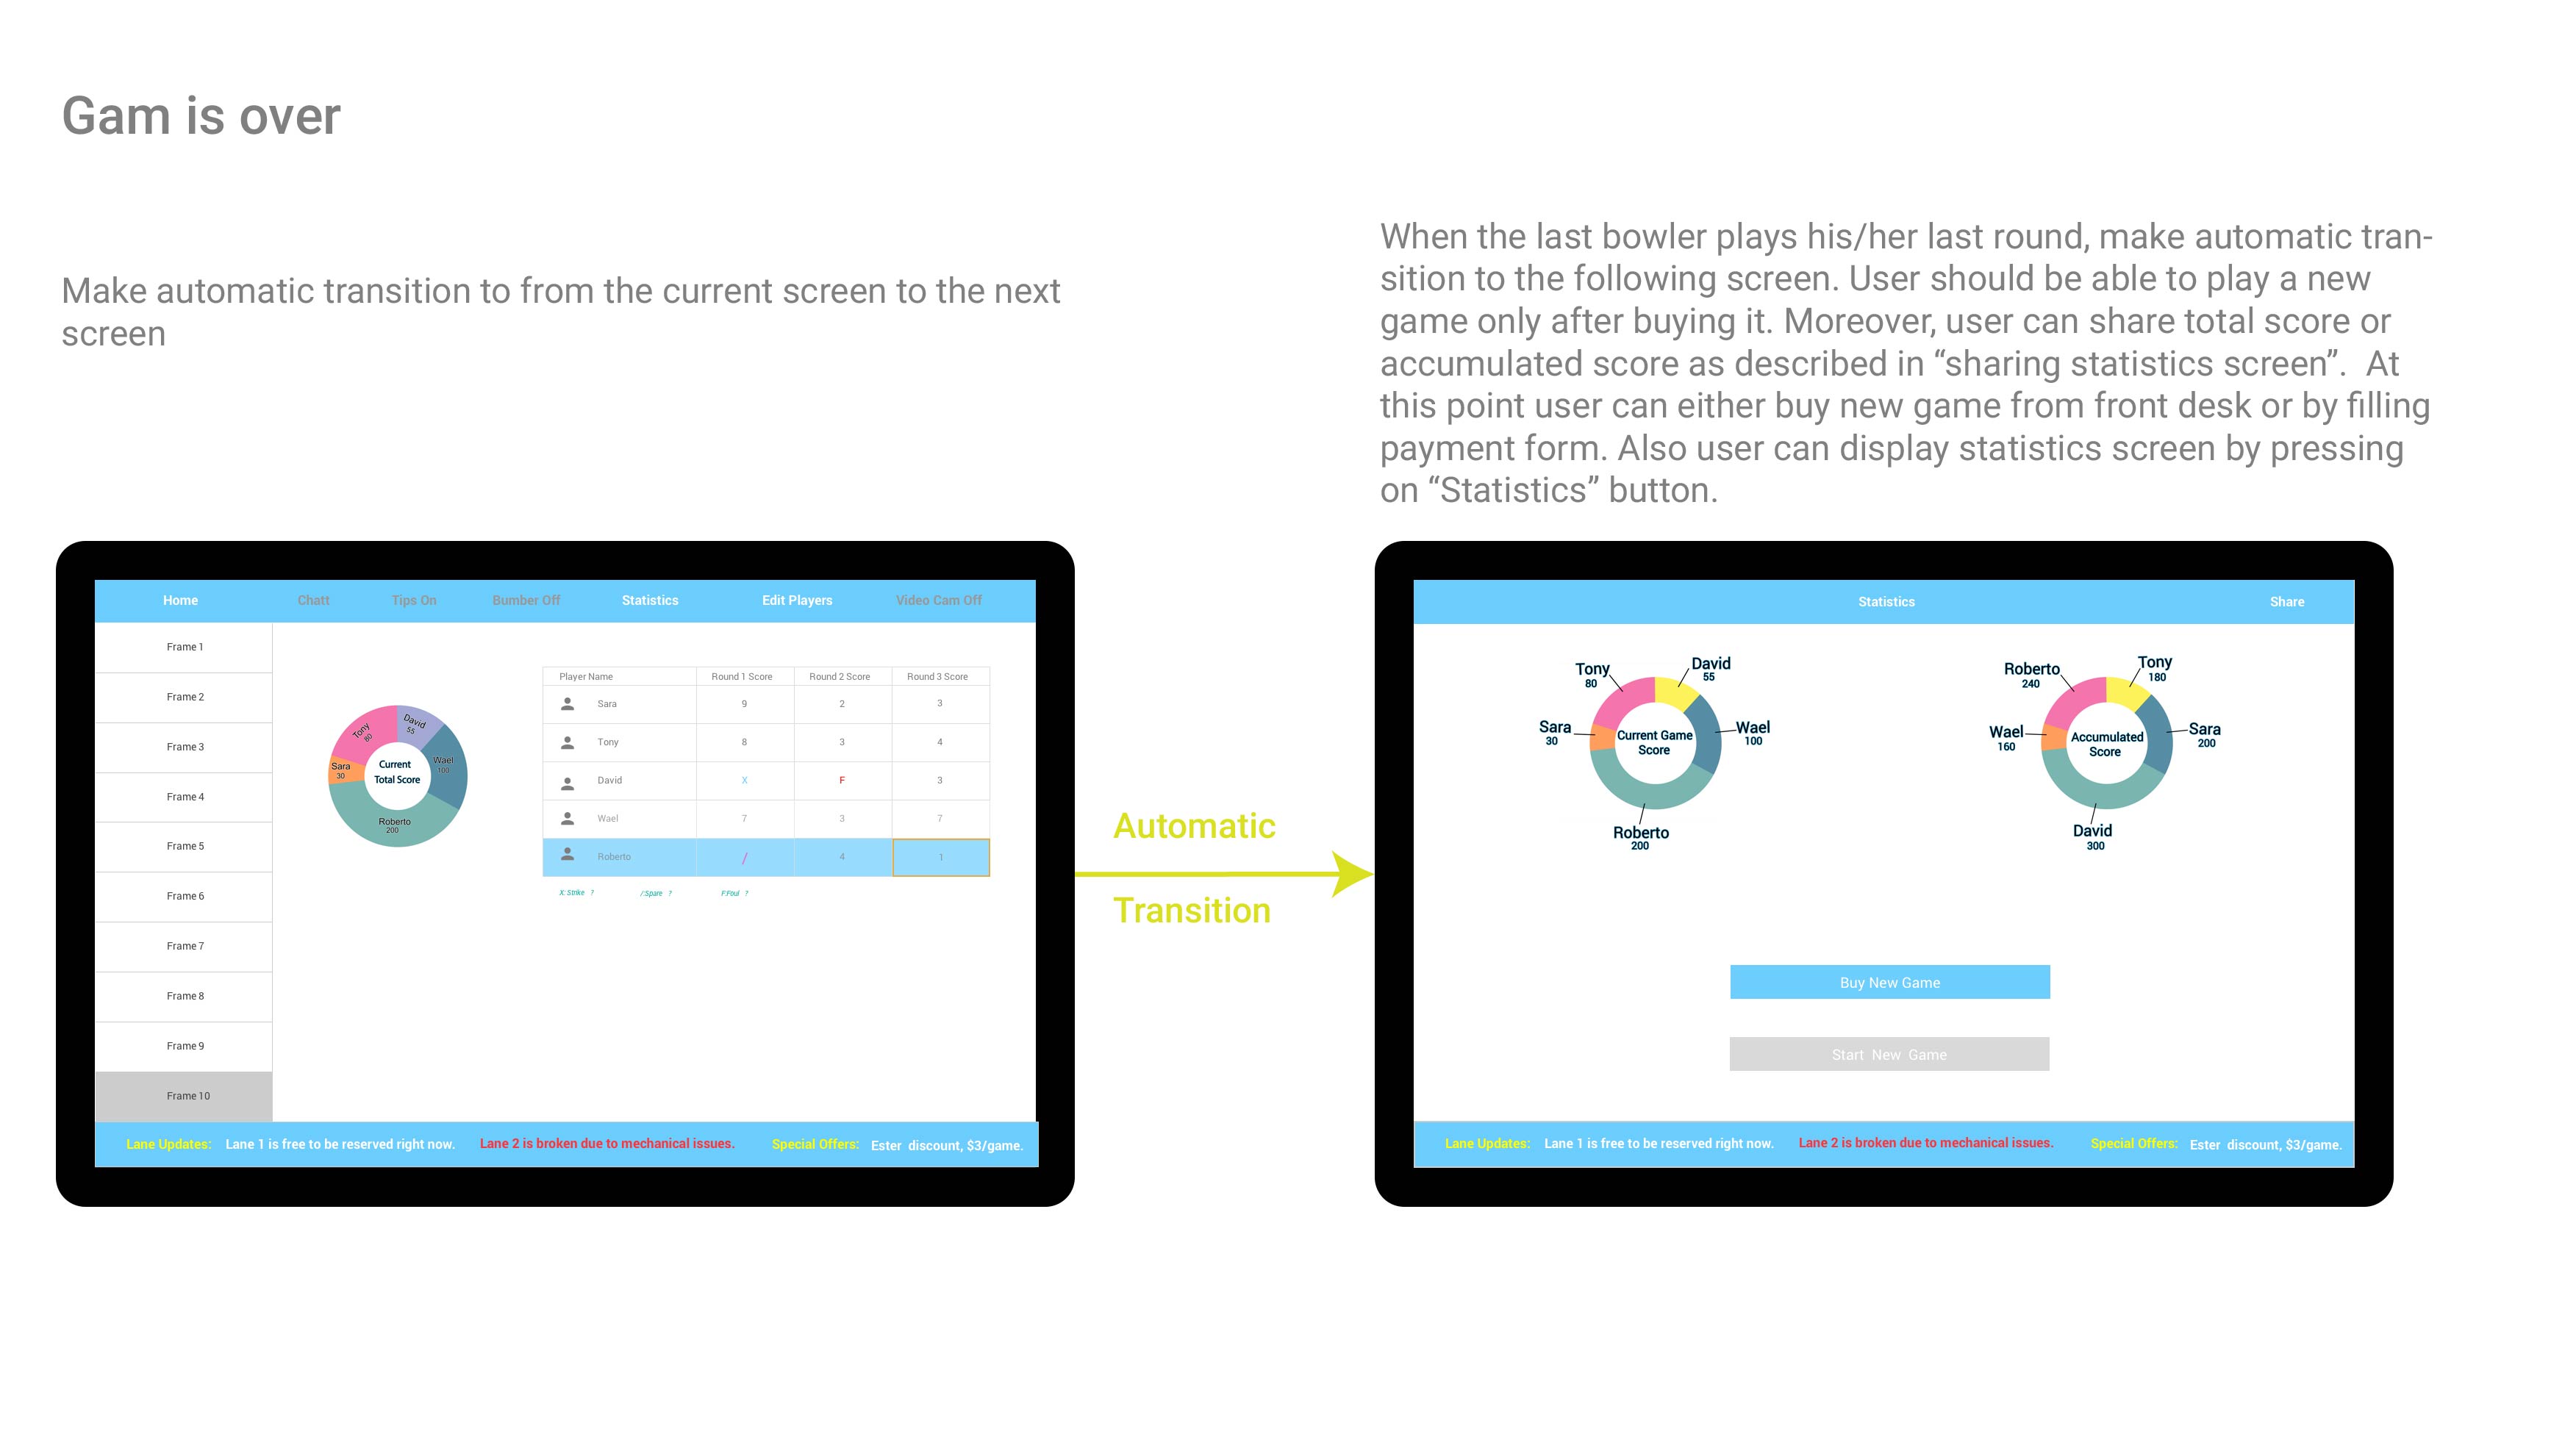 Gam is over
Make automatic transition to from the current screen to the next
screen
When the last bowler plays his/her last round, make automatic tran-
sition to the following screen. User should be able to play a new
game only after buying it. Moreover, user can share total score or
accumulated score as described in “sharing statistics screen”.  At
this point user can either buy new game from front desk or by filling
payment form. Also user can display statistics screen by pressing
on “Statistics” button.
Home Chatt Tips On Bumber Off Statistics Edit Players Video Cam Off
Frame 1
Frame 2
Frame 3
Frame 4
Frame 5
Frame 6
Frame 7
Frame 8
Frame 9
Frame 10
Tony
80
David
55
Wael
100
Sara
30
Roberto
200
Current
Total Score
Player Name Round 1 Score Round 2 Score Round 3 Score
Sara 9 2 3
Tony 8 3 4
David X F 3
Wael 7 3 7
Roberto / 4 1
X: Strike ? /:Spare ? F:Foul ?
Lane Updates: Lane 1 is free to be reserved right now. Lane 2 is broken due to mechanical issues. Special Offers: Ester discount, $3/game.
Automatic
Transition
Statistics Share
Tony
80
David
55
Sara
30
Wael
100
Roberto
200
Current Game
Score
Roberto
240
Tony
180
Wael
160
Sara
200
David
300
Accumulated
Score
Buy New Game
Start New Game
Lane Updates: Lane 1 is free to be reserved right now. Lane 2 is broken due to mechanical issues. Special Offers: Ester discount, $3/game.